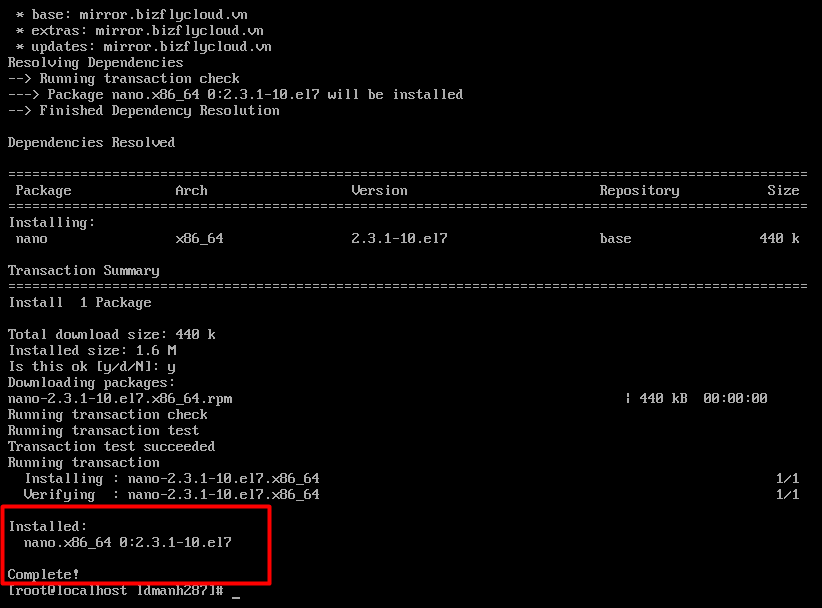 * base: mirror.bizflycloud.vn
* extras: mirror.bizflycloud.vn
* updates: mirror.bizflycloud.vn
Resolving Dependencies
--> Running transaction check
---> Package nano.x86_64 0:2.3.1-10.el7 will be installed
--> Finished Dependency Resolution
Dependencies Resolved
================================================================================
Package Arch Version Repository Size
================================================================================
Installing:
nano x86_64 2.3.1-10.el7 base 440 k
Transaction Summary
================================================================================
Install 1 Package
Total download size: 440 k
Installed size: 1.6 M
Is this ok [y/d/N]: y
Downloading packages:
nano-2.3.1-10.el7.x86_64.rpm | 440 kB 00:00:00
Running transaction check
Running transaction test
Transaction test succeeded
Running transaction
Installing : nano-2.3.1-10.el7.x86_64 1/1
Verifying : nano-2.3.1-10.el7.x86_64 1/1
Installed:
nano.x86_64 0:2.3.1-10.el7
Complete!
[root@localhost ldmanh287]# _